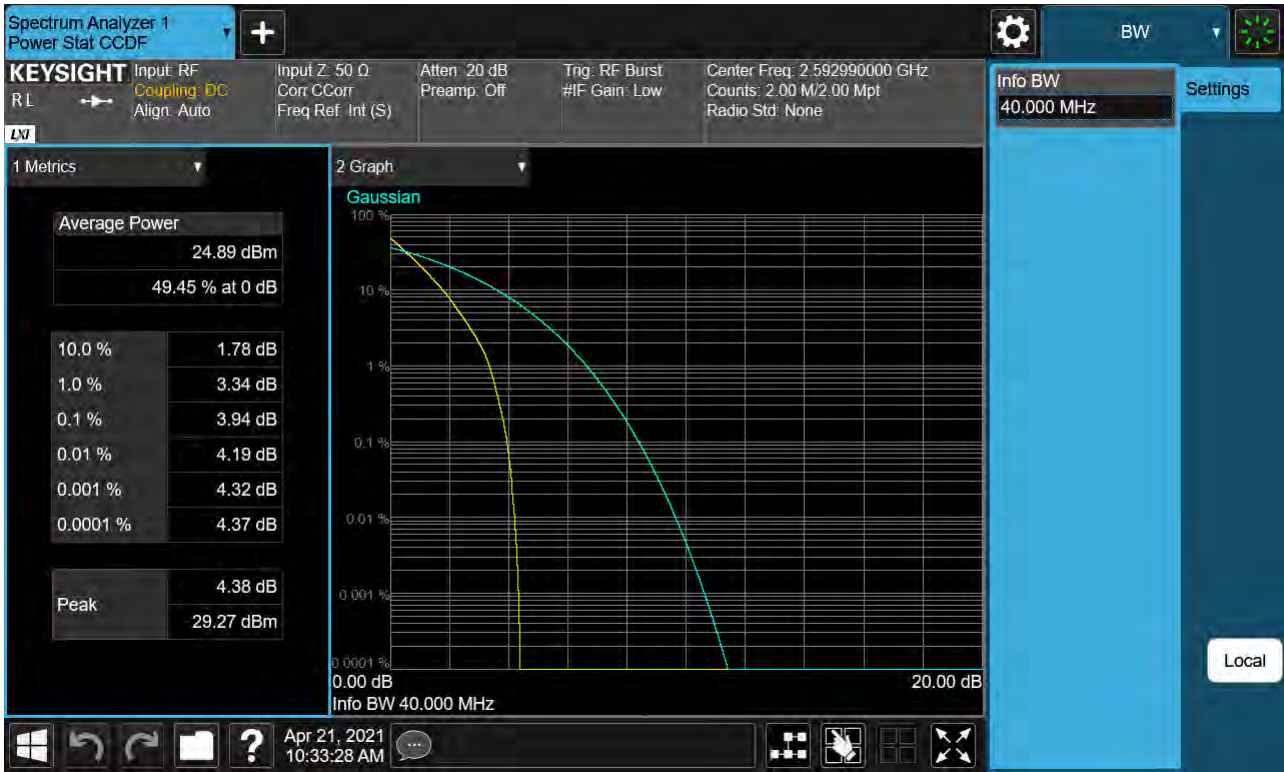 Spectrum Analyzer 1
Power Stat CCDF
+
BW
KEYSIGHT
R L
LXI
Input: RF
Coupling: DC
Align: Auto
Input Z: 50 Ω
Corr CCorr
Freq Ref: Int (S)
Atten: 20 dB
Preamp: Off
Trig: RF Burst
#IF Gain: Low
Center Freq: 2.592990000 GHz
Counts: 2.00 M/2.00 Mpt
Radio Std: None
Info BW
40.000 MHz
Settings
1 Metrics
Average Power
24.89 dBm
49.45 % at 0 dB
10.0 % 1.78 dB
1.0 % 3.34 dB
0.1 % 3.94 dB
0.01 % 4.19 dB
0.001 % 4.32 dB
0.0001 % 4.37 dB
Peak
4.38 dB
29.27 dBm
2 Graph
Gaussian
100 %
10 %
1 %
0.1 %
0.01 %
0.001 %
0.0001 %
0.00 dB 20.00 dB
Info BW 40.000 MHz
Local
?
Apr 21, 2021
10:33:28 AM